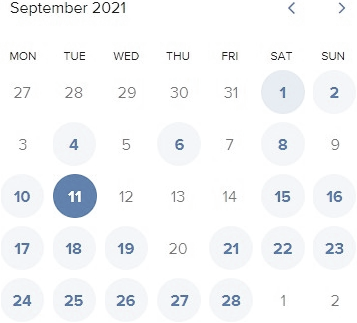 September 2021
MON TUE WED THU FRI SAT SUN
27 28 29 30 31 1 2
3 4 5 6 7 8 9
10 11 12 13 14 15 16
17 18 19 20 21 22 23
24 25 26 27 28 1 2